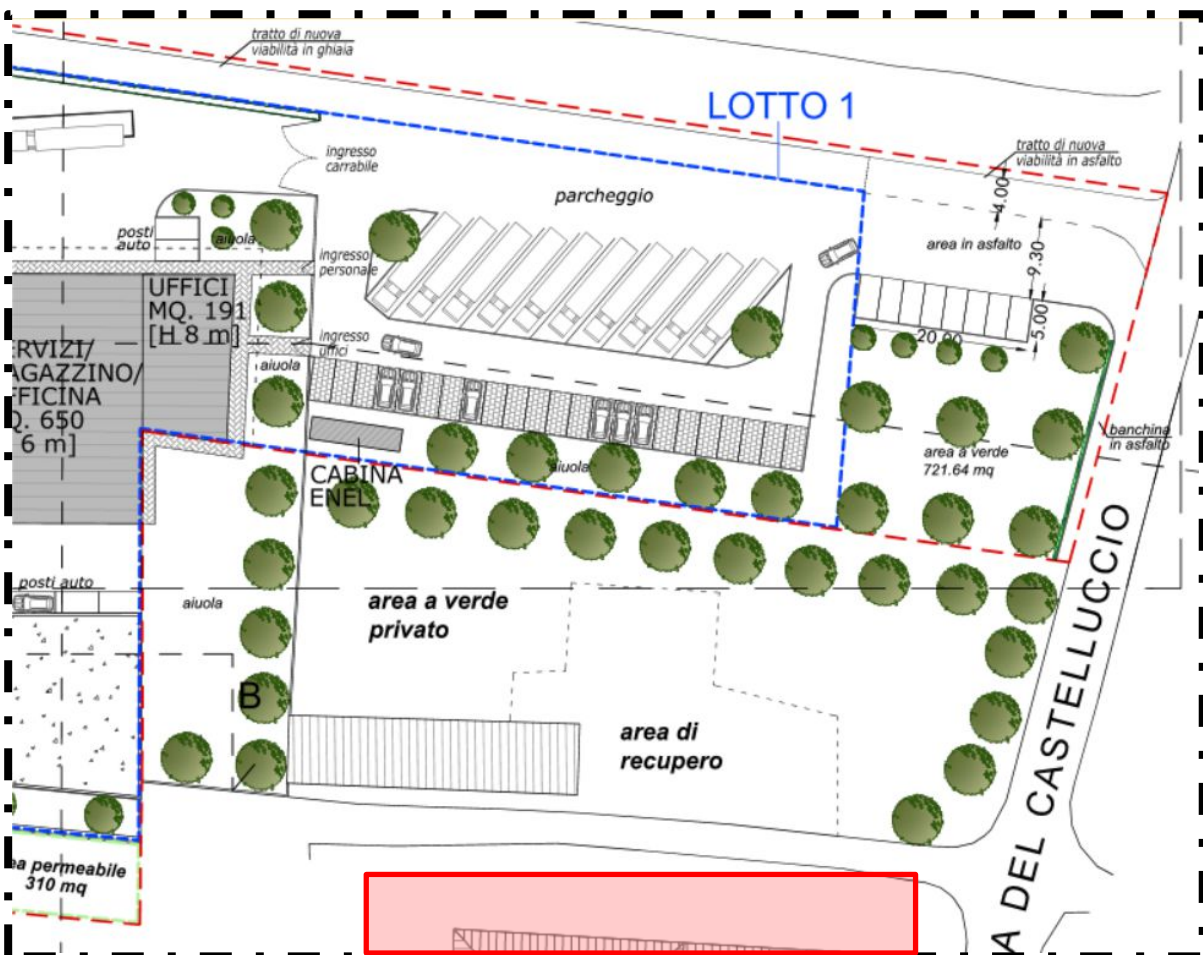 tratto di nuova
viabilità in ghiaia
LOTTO 1
tratto di nuova
viabilità in asfalto
ingresso
carrabile
parcheggio
4.00
posti
auto
aiuola
area in asfalto
ingresso
personale
9.30
UFFICI
MQ. 191
[H 8 m]
ingresso
uffici
20.00
5.00
ERVIZI/
AGAZZINO/
FFICINA
Q. 650
6 m]
aiuola
banchina
in asfalto
area a verde
721.64 mq
aiuola
CABINA
ENEL
posti auto
aiuola
area a verde
privato
B
area di
recupero
A DEL CASTELLUCCIO
ea permeabile
310 mq